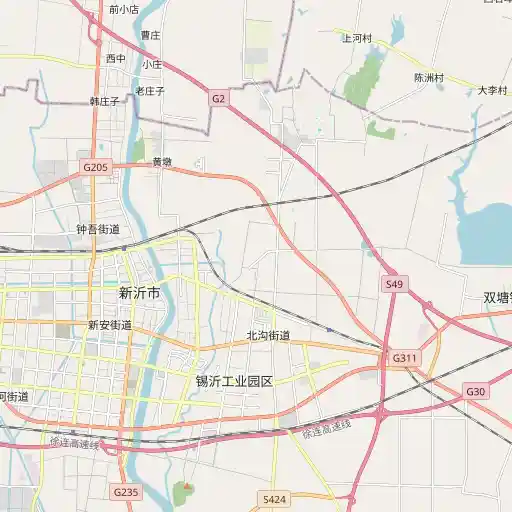 前小店
曹庄
上河村
西中
小庄
陈洲村
老庄子
大李村
韩庄子
G2
黄墩
G205
钟吾街道
S49
新沂市
双塘
新安街道
北沟街道
G311
锡沂工业园区
G30
河街道
徐连高速线
徐连高速线
G235
S424